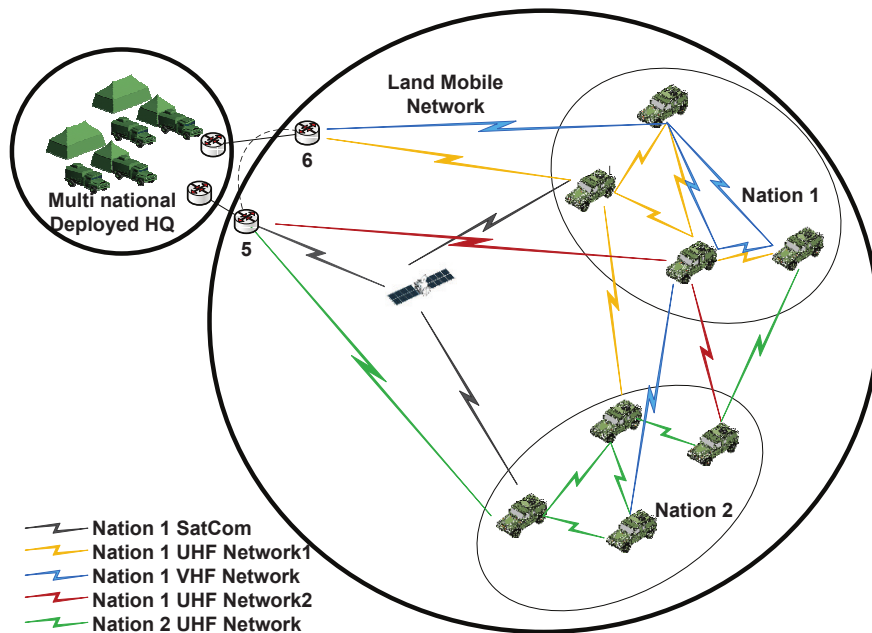 Land Mobile
Network
6
Nation 1
Multi national
Deployed HQ
5
Nation 2
Nation 1 SatCom
Nation 1 UHF Network1
Nation 1 VHF Network
Nation 1 UHF Network2
Nation 2 UHF Network